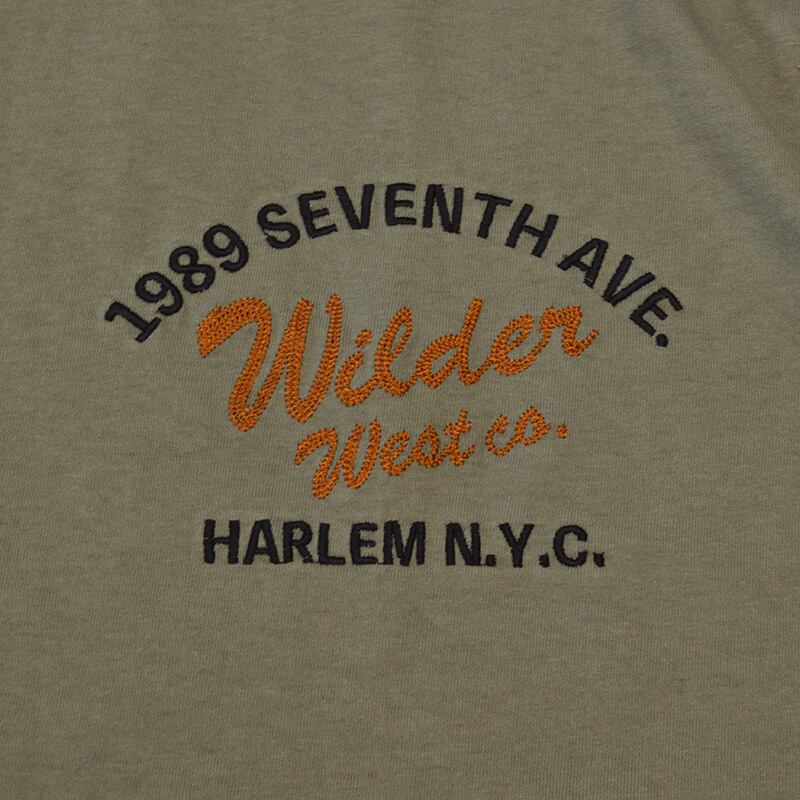 1989 SEVENTH AVE.
Wilder
West co.
HARLEM N.Y.C.